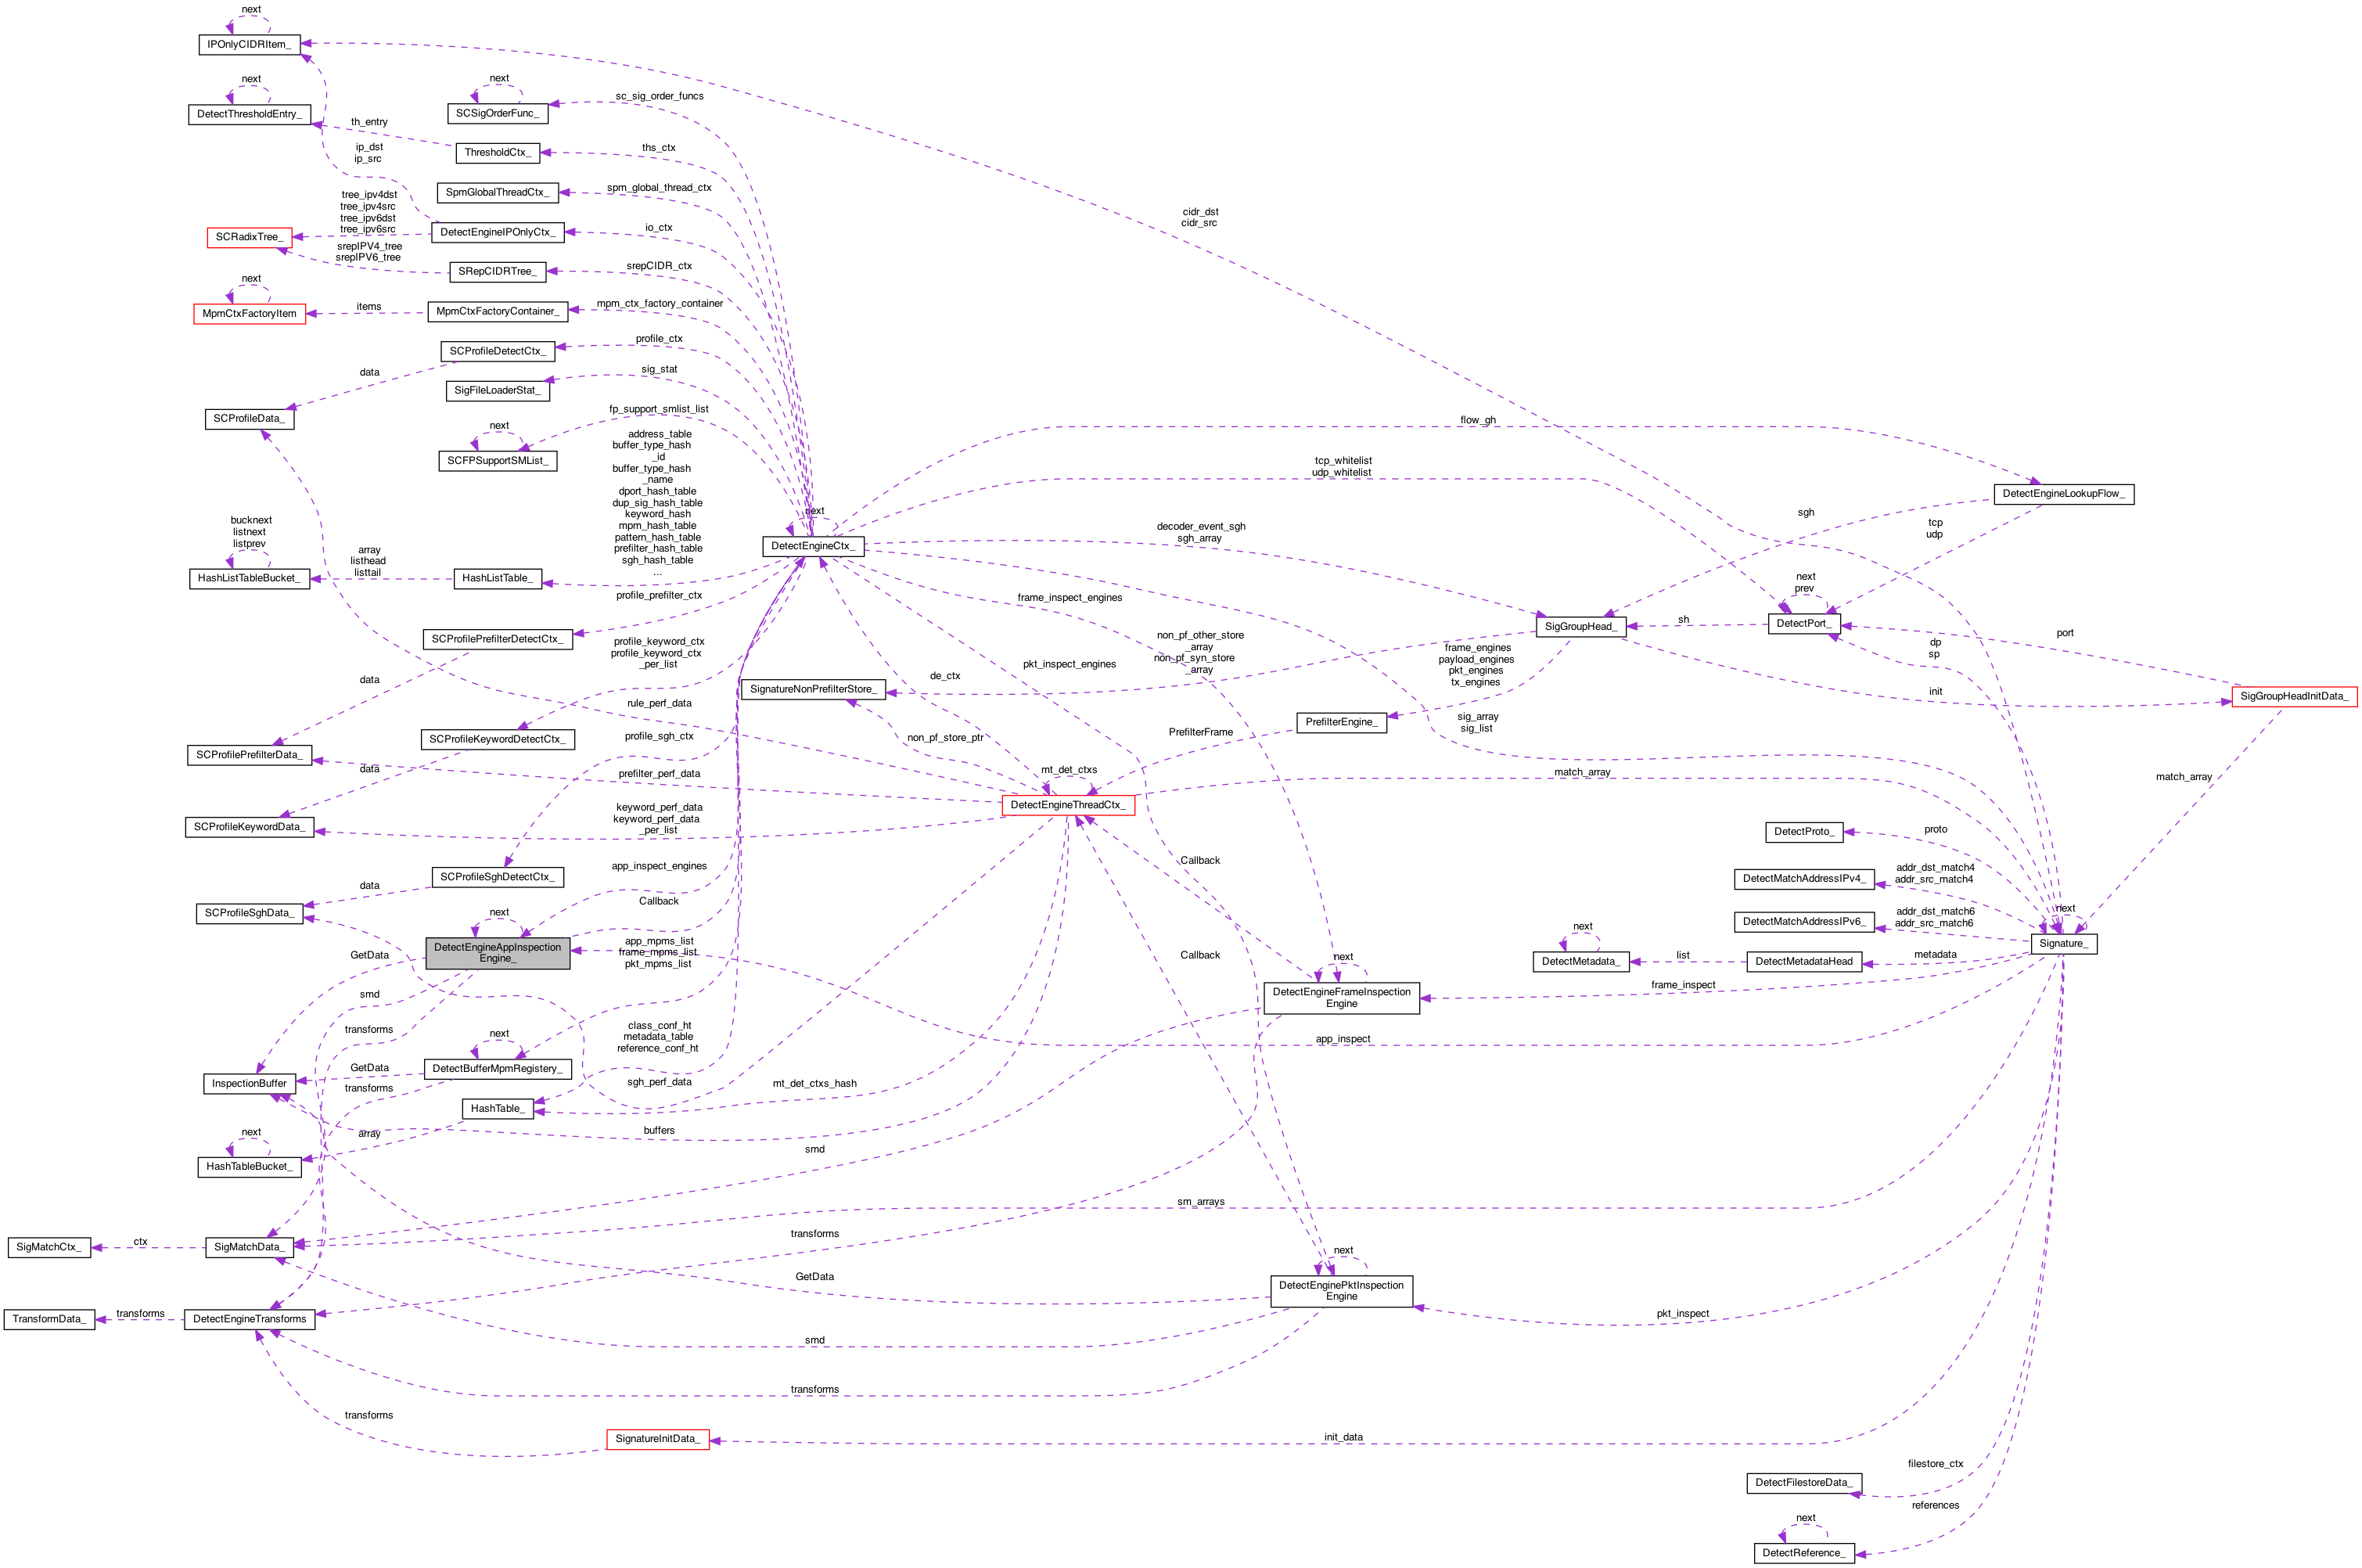 next
IPOnlyCIDRItem_
next
DetectThresholdEntry_
th_entry
ip_dst
ip_src
tree_ipv4dst
tree_ipv4src
tree_ipv6dst
tree_ipv6src
SCRadixTree_
srepIPV4_tree
srepIPV6_tree
next
MpmCtxFactoryItem
items
data
SCProfileData_
bucknext
listnext
listprev
HashListTableBucket_
array
listhead
listtail
data
SCProfilePrefilterData_
data
SCProfileKeywordData_
data
SCProfileSghData_
GetData
smd
transforms
InspectionBuffer
GetData
transforms
next
HashTableBucket_
array
SigMatchCtx_
ctx
SigMatchData_
TransformData_
transforms
DetectEngineTransforms
transforms
next
SCSigOrderFunc_
ThresholdCtx_
SpmGlobalThreadCtx_
DetectEngineIPOnlyCtx_
SRepCIDRTree_
MpmCtxFactoryContainer_
SCProfileDetectCtx_
SigFileLoaderStat_
next
SCFPSupportSMList_
HashListTable_
SCProfilePrefilterDetectCtx_
SCProfileKeywordDetectCtx_
SCProfileSghDetectCtx_
next
DetectEngineAppInspection
Engine_
next
DetectBufferMpmRegistery_
HashTable_
SignatureInitData_
sc_sig_order_funcs
ths_ctx
spm_global_thread_ctx
io_ctx
srepCIDR_ctx
mpm_ctx_factory_container
profile_ctx
sig_stat
fp_support_smlist_list
address_table
buffer_type_hash
_id
buffer_type_hash
_name
dport_hash_table
dup_sig_hash_table
keyword_hash
mpm_hash_table
pattern_hash_table
prefilter_hash_table
sgh_hash_table
...
profile_prefilter_ctx
profile_keyword_ctx
profile_keyword_ctx
_per_list
rule_perf_data
profile_sgh_ctx
prefilter_perf_data
keyword_perf_data
keyword_perf_data
_per_list
app_inspect_engines
Callback
app_mpms_list
frame_mpms_list
pkt_mpms_list
class_conf_ht
metadata_table
reference_conf_ht
sgh_perf_data
buffers
next
DetectEngineCtx_
SignatureNonPrefilterStore_
de_ctx
non_pf_store_ptr
mt_det_ctxs_hash
smd
transforms
GetData
smd
transforms
frame_inspect_engines
pkt_inspect_engines
mt_det_ctxs
DetectEngineThreadCtx_
cidr_dst
cidr_src
decoder_event_sgh
sgh_array
non_pf_other_store
_array
non_pf_syn_store
_array
PrefilterFrame
Callback
Callback
sm_arrays
tcp_whitelist
udp_whitelist
PrefilterEngine_
next
DetectEngineFrameInspection
Engine
next
DetectEnginePktInspection
Engine
init_data
app_inspect
flow_gh
frame_engines
payload_engines
pkt_engines
tx_engines
sig_array
sig_list
SigGroupHead_
match_array
next
DetectMetadata_
list
sh
init
frame_inspect
pkt_inspect
sgh
next
prev
DetectPort_
DetectProto_
DetectMatchAddressIPv4_
DetectMatchAddressIPv6_
DetectMetadataHead
DetectFilestoreData_
next
DetectReference_
tcp
udp
dp
sp
proto
addr_dst_match4
addr_src_match4
addr_dst_match6
addr_src_match6
metadata
filestore_ctx
references
DetectEngineLookupFlow_
port
next
Signature_
match_array
SigGroupHeadInitData_